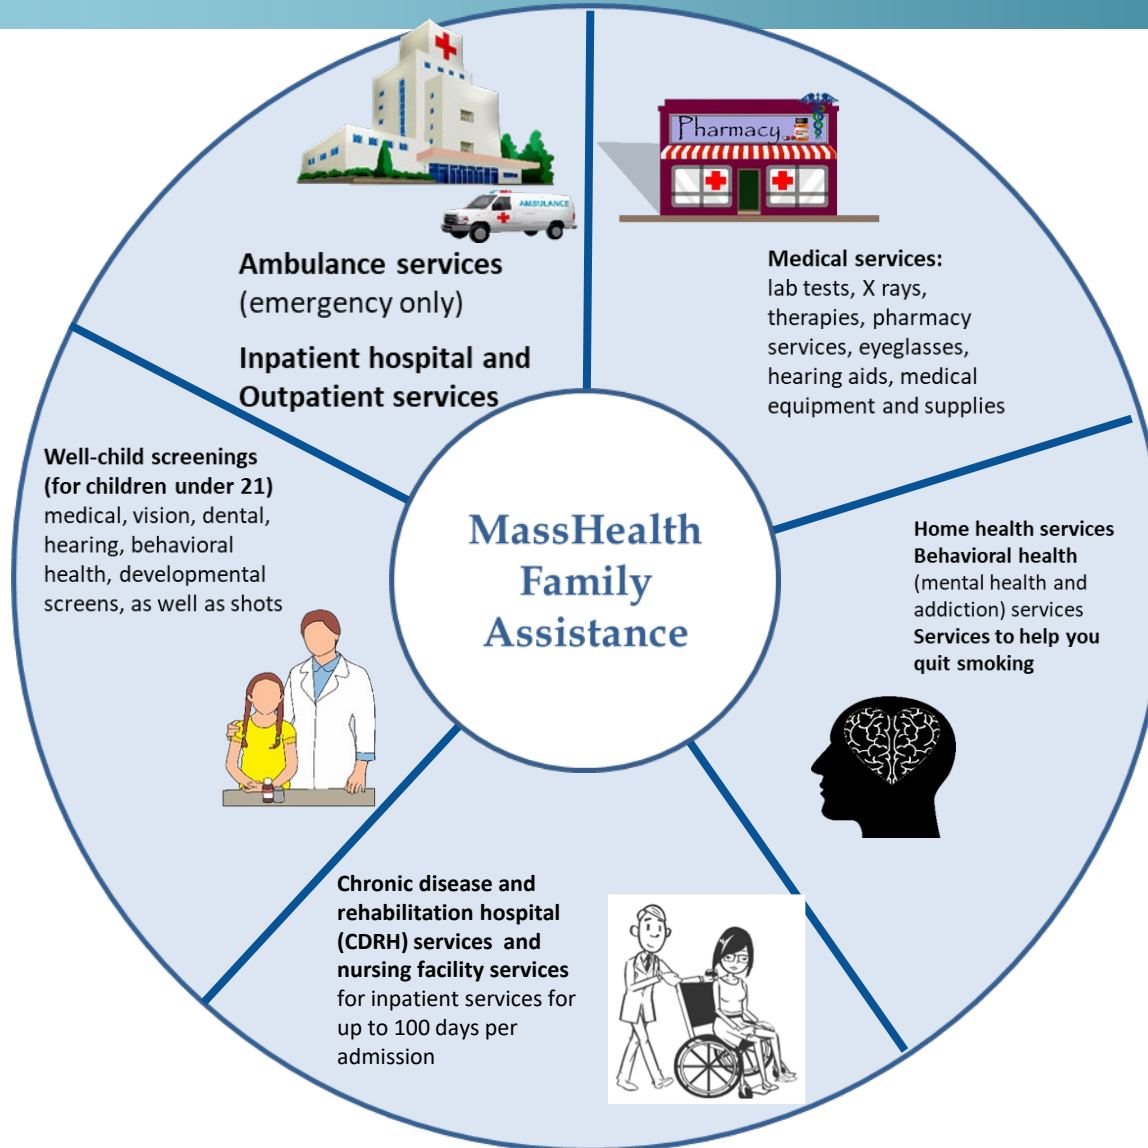 AMBULANCE
Ambulance services
(emergency only)
Inpatient hospital and
Outpatient services
Pharmacy
Medical services:
lab tests, X rays,
therapies, pharmacy
services, eyeglasses,
hearing aids, medical
equipment and supplies
Well-child screenings
(for children under 21)
medical, vision, dental,
hearing, behavioral
health, developmental
screens, as well as shots
MassHealth
Family
Assistance
Home health services
Behavioral health
(mental health and
addiction) services
Services to help you
quit smoking
Chronic disease and
rehabilitation hospital
(CDRH) services and
nursing facility services
for inpatient services for
up to 100 days per
admission